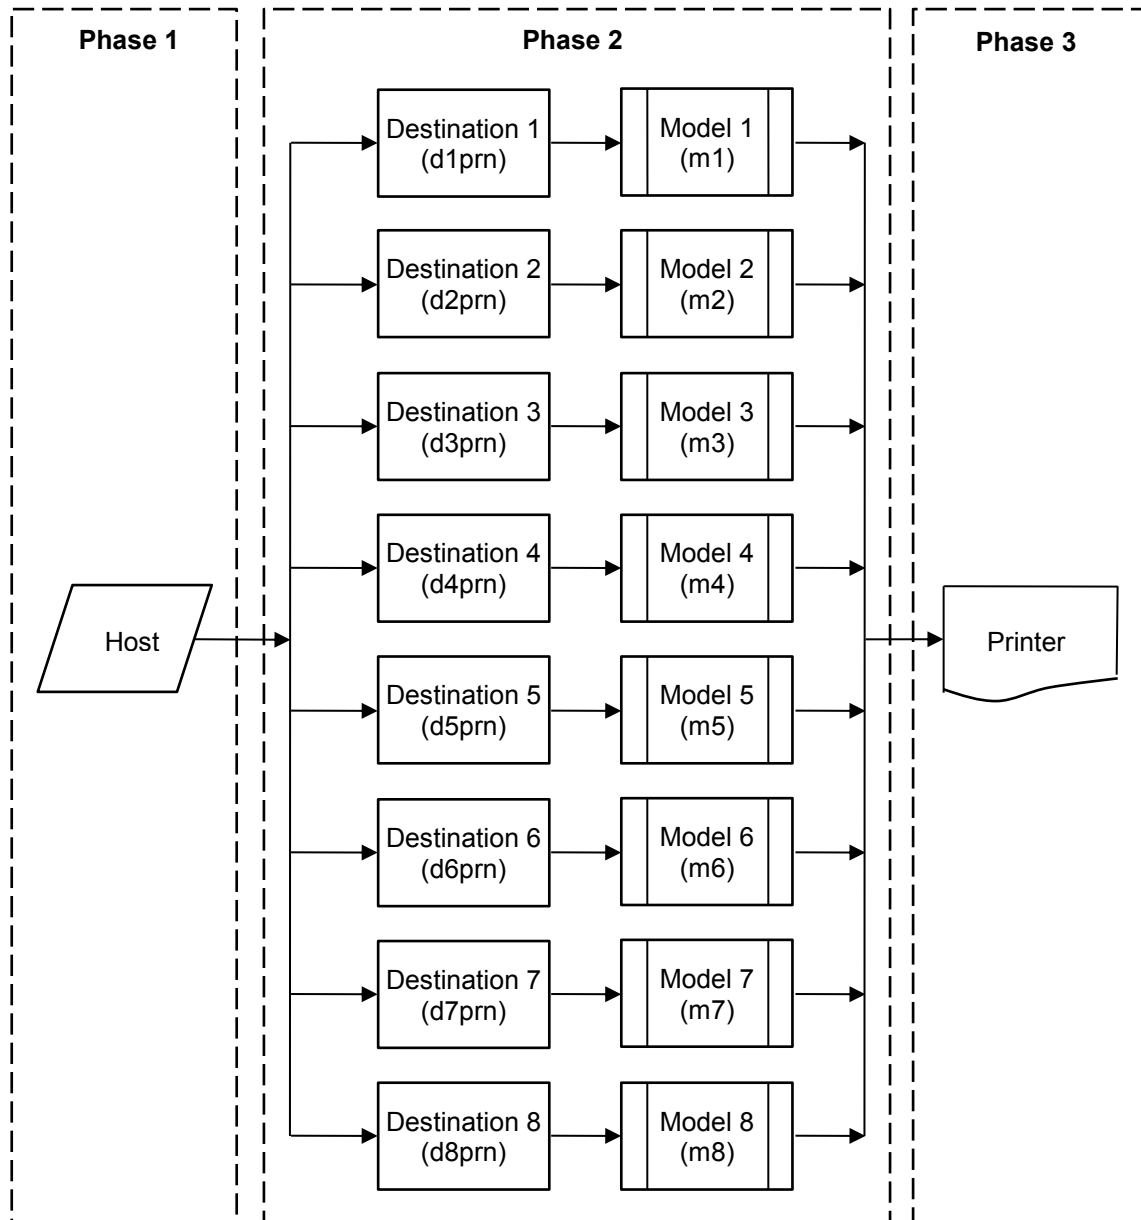 Phase 1
Phase 2
Phase 3
Destination 1
(d1prn)
Model 1
(m1)
Destination 2
(d2prn)
Model 2
(m2)
Destination 3
(d3prn)
Model 3
(m3)
Destination 4
(d4prn)
Model 4
(m4)
Host
Printer
Destination 5
(d5prn)
Model 5
(m5)
Destination 6
(d6prn)
Model 6
(m6)
Destination 7
(d7prn)
Model 7
(m7)
Destination 8
(d8prn)
Model 8
(m8)